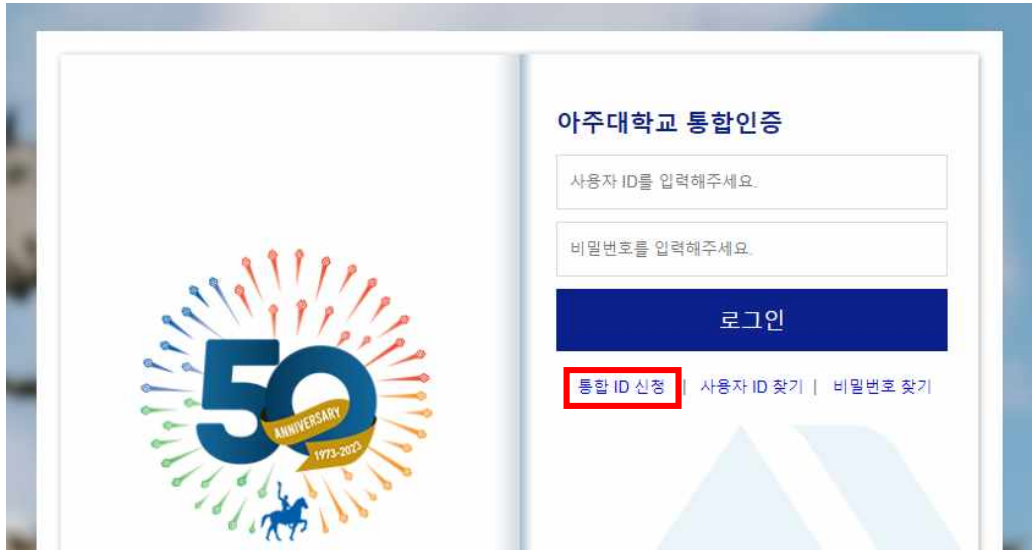 아주대학교 통합인증
사용자 ID를 입력해주세요.
비밀번호를 입력해주세요.
로그인
통합 ID 신청 | 사용자 ID 찾기 | 비밀번호 찾기
50
ANNIVERSARY
1973-2023